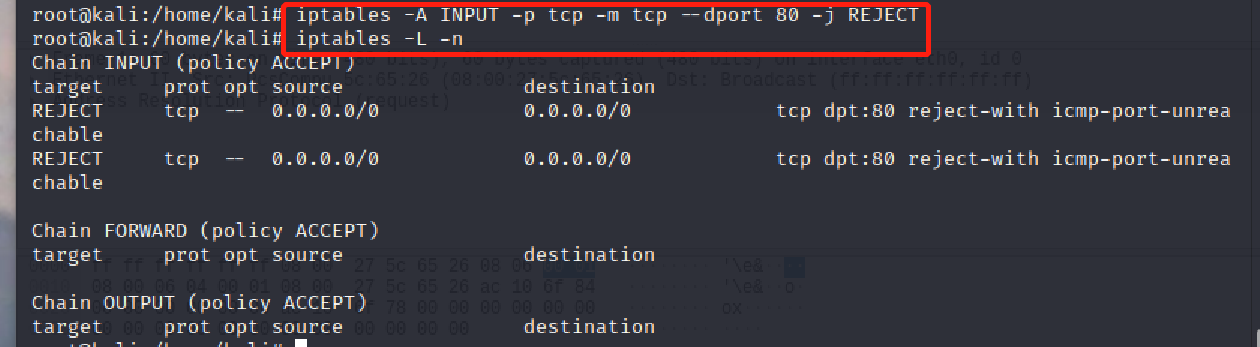 root@kali:/home/kali# iptables -A INPUT -p tcp -m tcp --dport 80 -j REJECT
root@kali:/home/kali# iptables -L -n
Chain INPUT (policy ACCEPT)
target     prot opt source               destination
REJECT     tcp  --  0.0.0.0/0            0.0.0.0/0            tcp dpt:80 reject-with icmp-port-unrea
chable
REJECT     tcp  --  0.0.0.0/0            0.0.0.0/0            tcp dpt:80 reject-with icmp-port-unrea
chable
Chain FORWARD (policy ACCEPT)
target     prot opt source               destination
Chain OUTPUT (policy ACCEPT)
target     prot opt source               destination
root@kali:/home/kali#